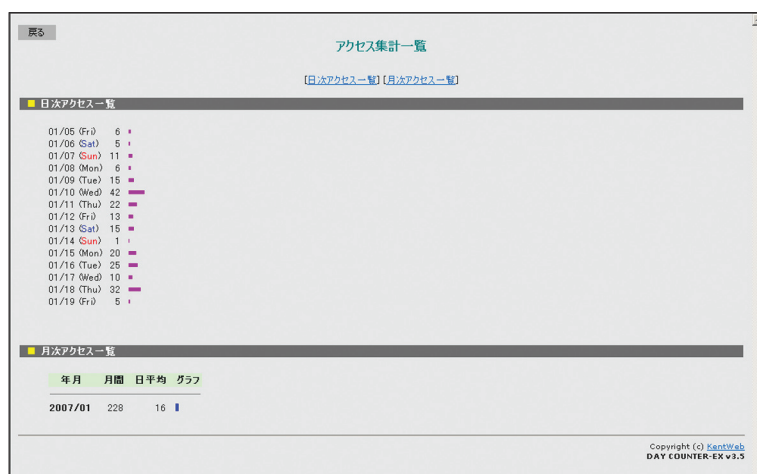 戻る
アクセス集計一覧
[日次アクセス一覧] [月次アクセス一覧]
■ 日次アクセス一覧
01/05 (Fri) 6
01/06 (Sat) 5
01/07 (Sun) 11
01/08 (Mon) 6
01/09 (Tue) 15
01/10 (Wed) 42
01/11 (Thu) 22
01/12 (Fri) 13
01/13 (Sat) 15
01/14 (Sun) 1
01/15 (Mon) 20
01/16 (Tue) 25
01/17 (Wed) 10
01/18 (Thu) 32
01/19 (Fri) 5
■ 月次アクセス一覧
年月 月間 日平均 グラフ
2007/01 228 16
Copyright (c) KentWeb
DAY COUNTER-EX v3.5